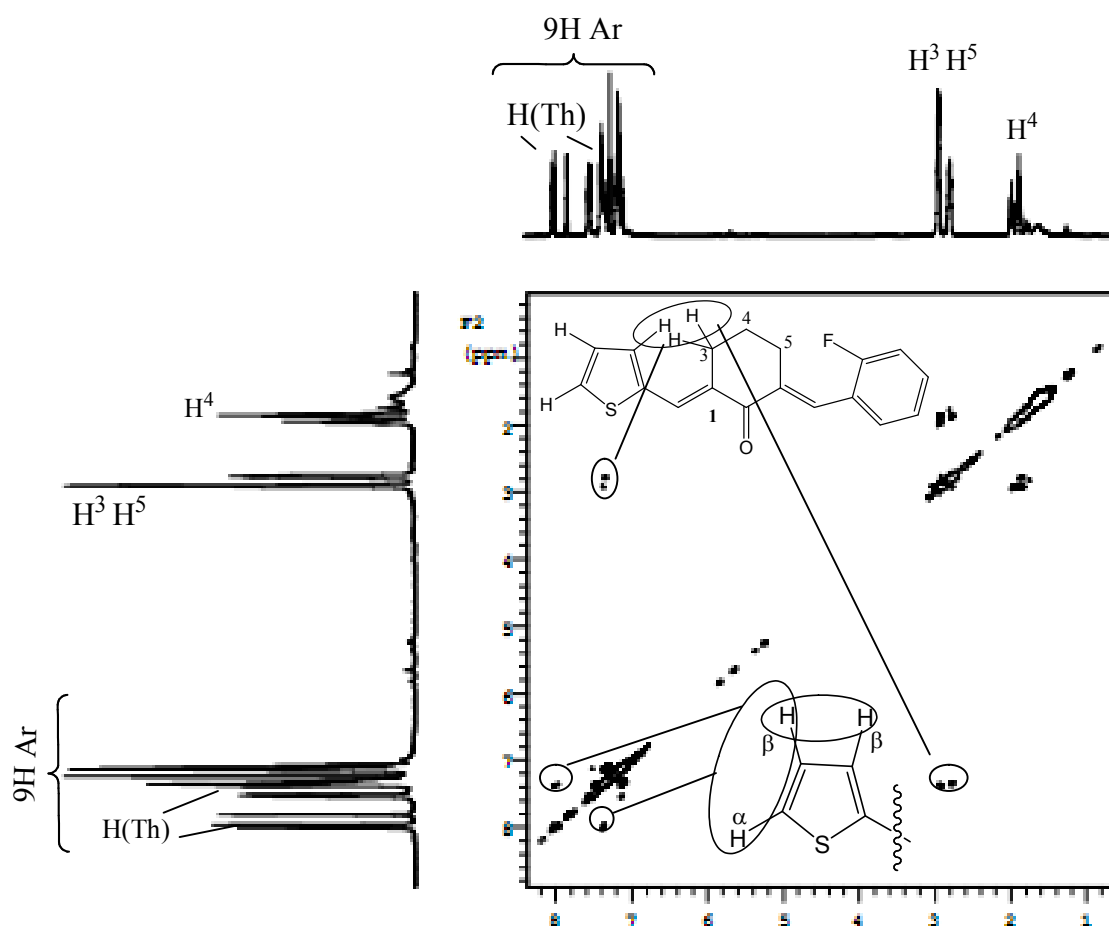 9H Ar
H(Th)
H³ H⁵
H⁴
F2
(ppm)
H⁴
H³ H⁵
9H Ar
H(Th)
2
3
4
5
6
7
8
H H H H H
3 4 5
F
S
1
O
H H
β β
α
H
S
8 7 6 5 4 3 2 1